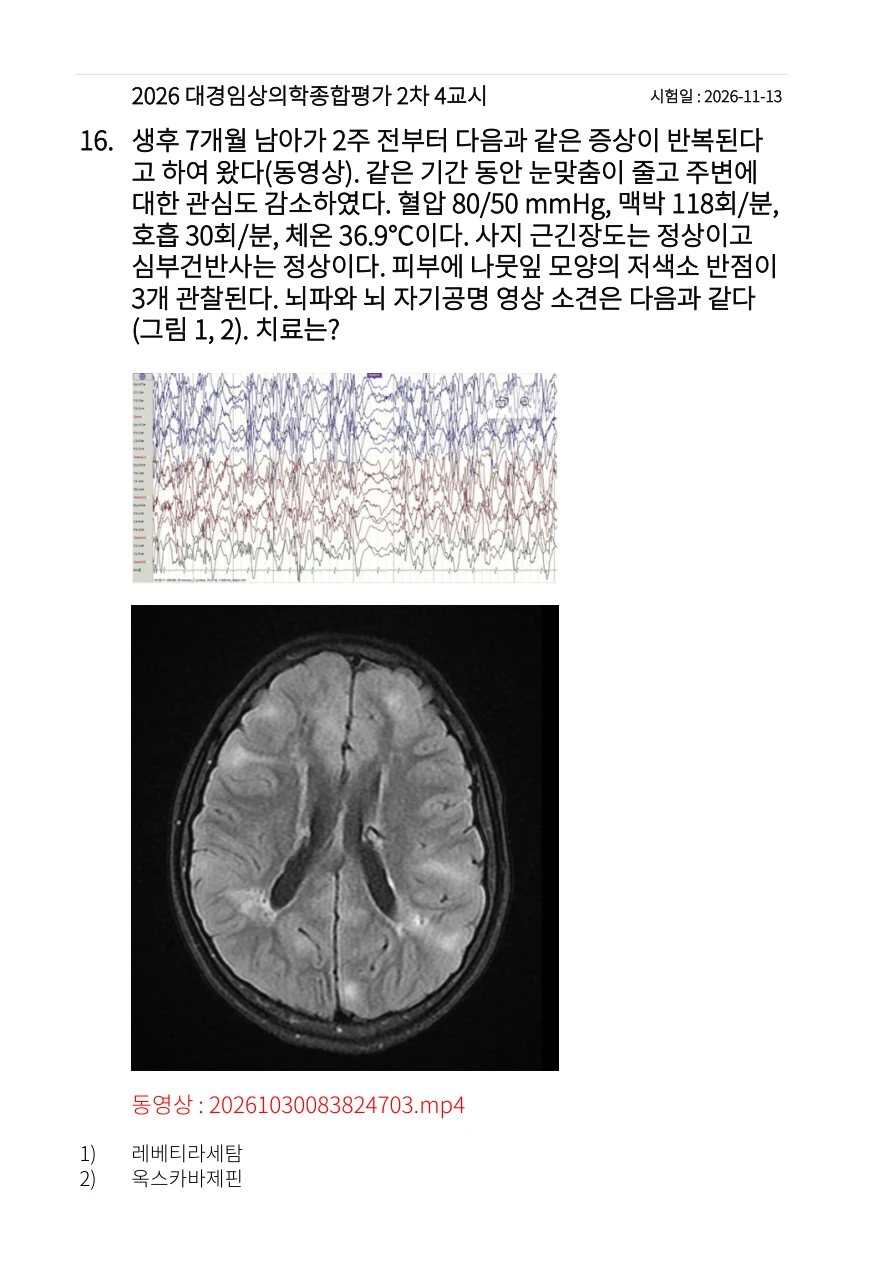 2026 대경임상의학종합평가 2차 4교시
시험일 : 2026-11-13
16. 생후 7개월 남아가 2주 전부터 다음과 같은 증상이 반복된다
고 하여 왔다(동영상). 같은 기간 동안 눈맞춤이 줄고 주변에
대한 관심도 감소하였다. 혈압 80/50 mmHg, 맥박 118회/분,
호흡 30회/분, 체온 36.9℃이다. 사지 근긴장도는 정상이고
심부건반사는 정상이다. 피부에 나뭇잎 모양의 저색소 반점이
3개 관찰된다. 뇌파와 뇌 자기공명 영상 소견은 다음과 같다
(그림 1, 2). 치료는?
동영상 : 20261030083824703.mp4
1) 레베티라세탐
2) 옥스카바제핀